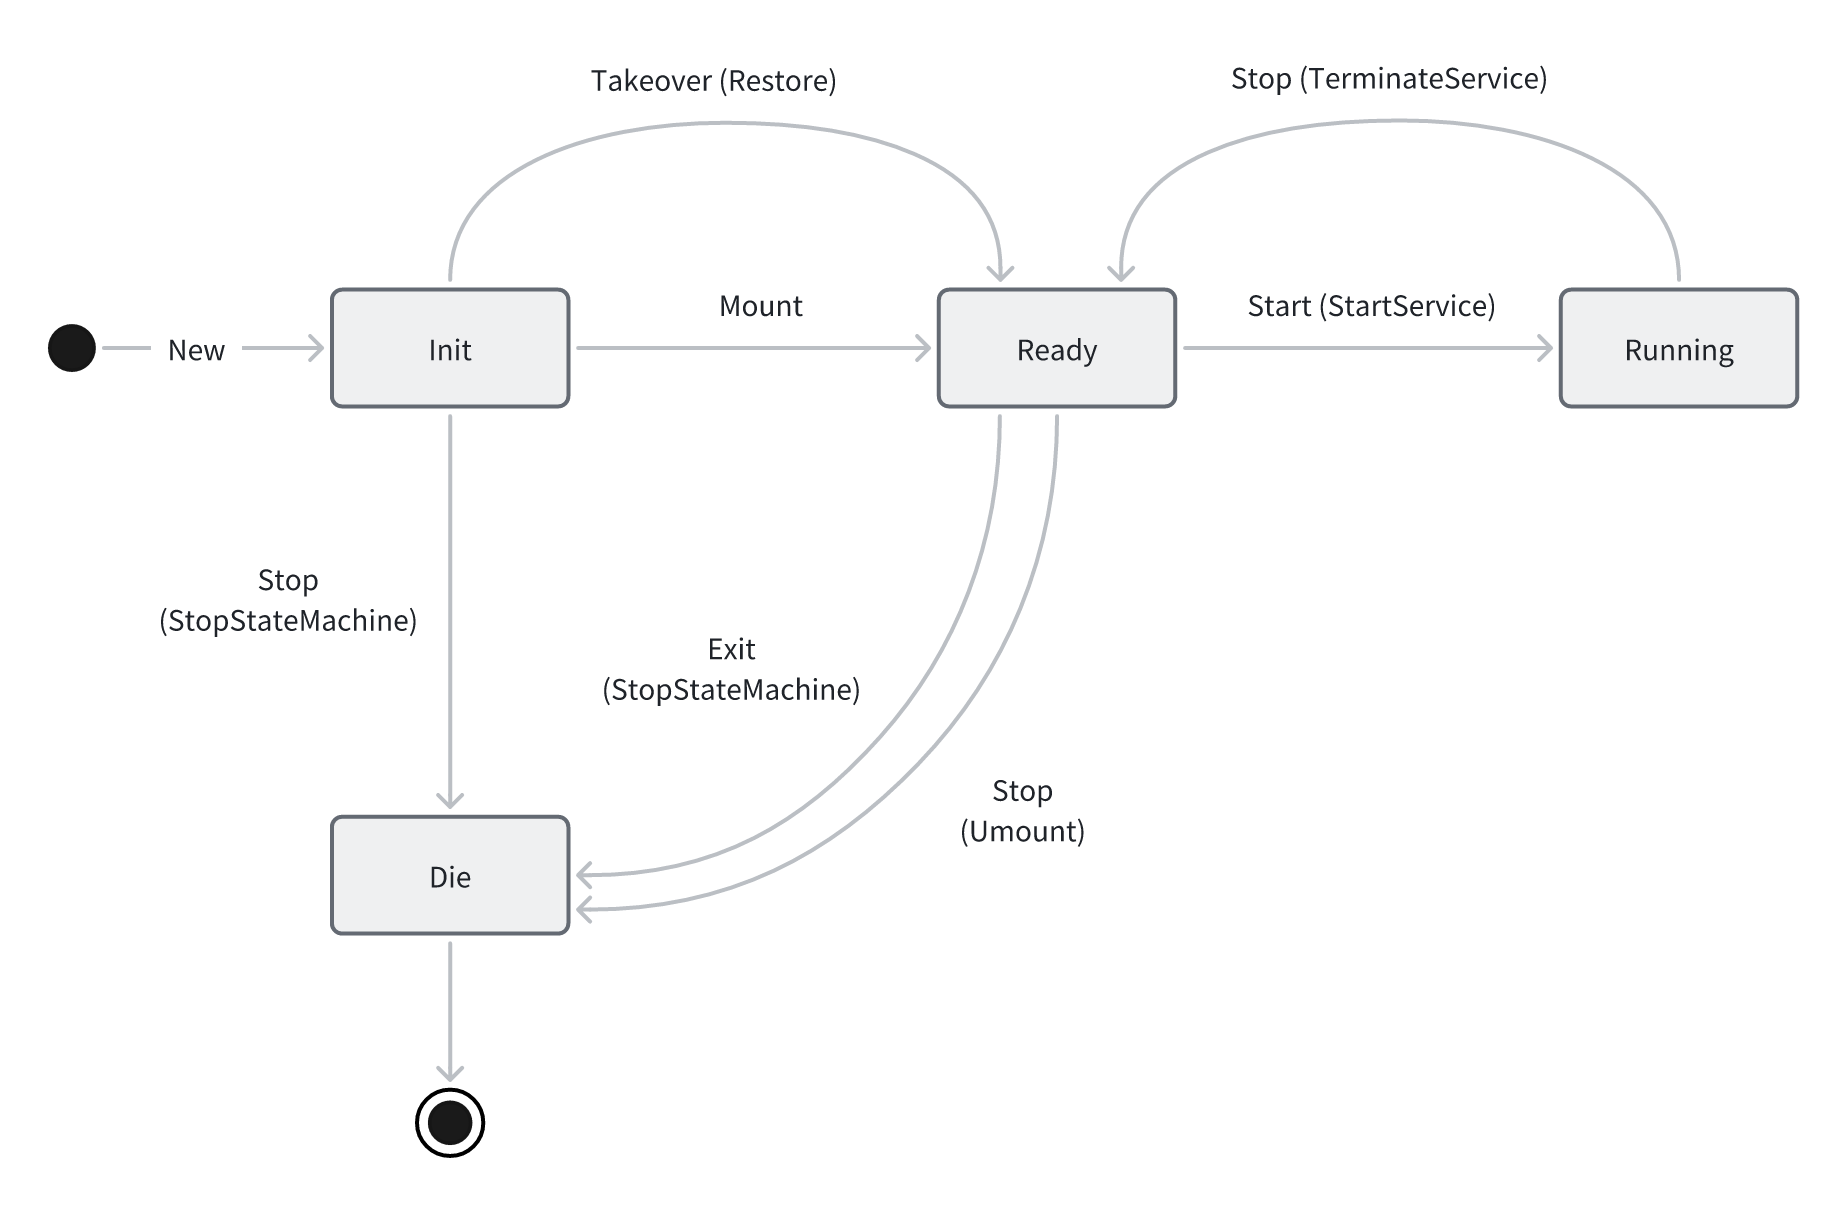 Takeover (Restore)
Stop (TerminateService)
New
Init
Mount
Ready
Start (StartService)
Running
Stop
(StopStateMachine)
Exit
(StopStateMachine)
Stop
(Umount)
Die